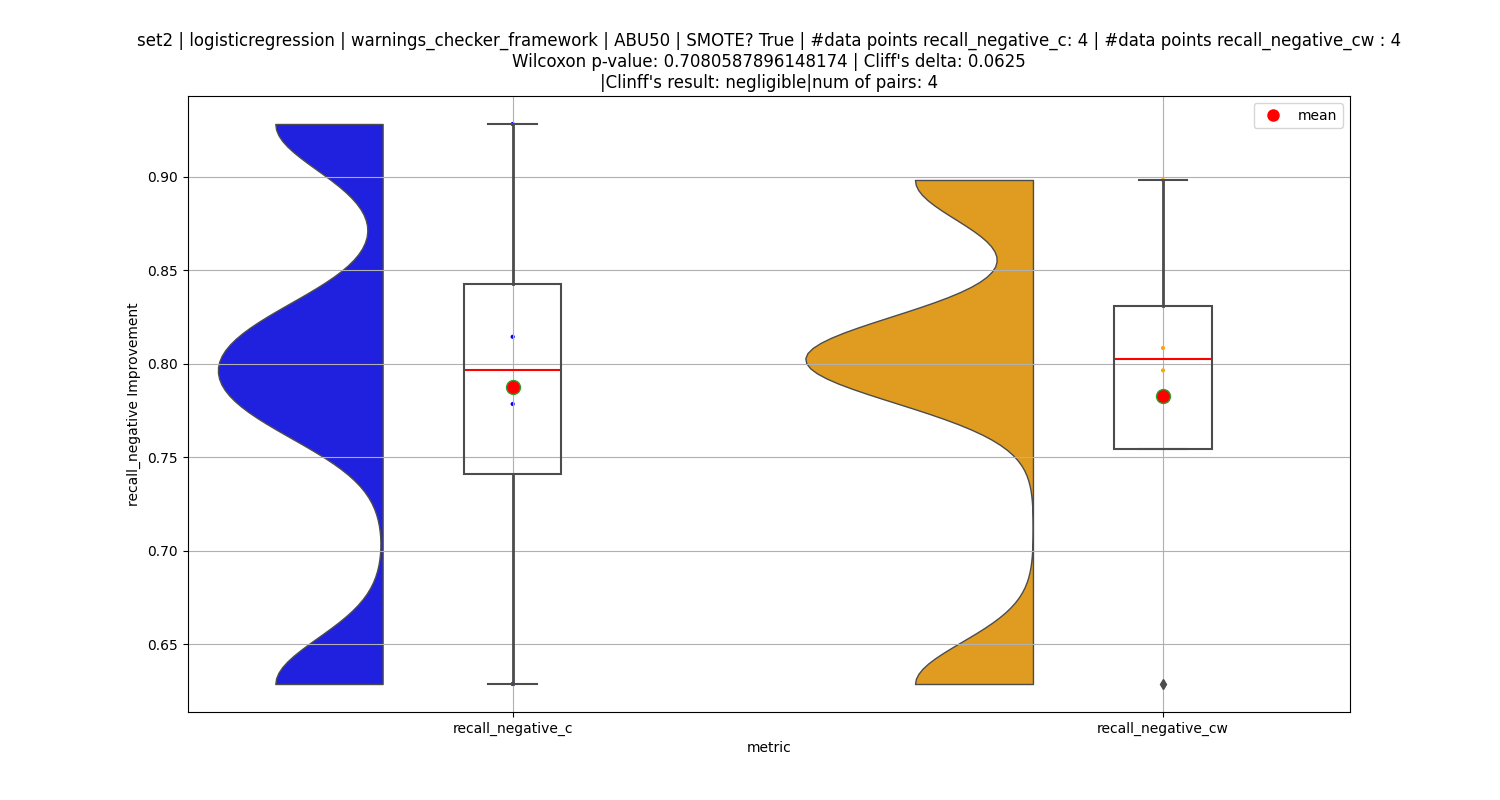 set2 | logisticregression | warnings_checker_framework | ABU50 | SMOTE? True | #data points recall_negative_c: 4 | #data points recall_negative_cw : 4
Wilcoxon p-value: 0.7080587896148174 | Cliff's delta: 0.0625
|Clinff's result: negligible|num of pairs: 4
mean
0.90
0.85
0.80
0.75
0.70
0.65
recall_negative Improvement
recall_negative_c
recall_negative_cw
metric